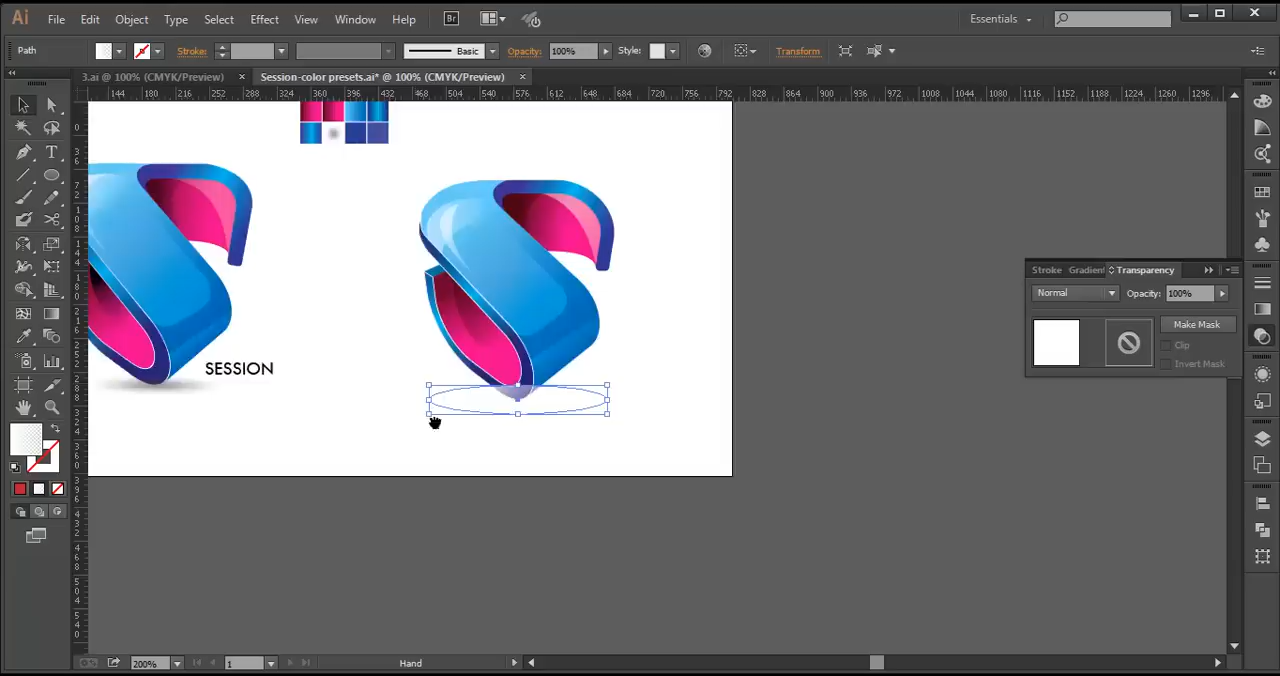 Ai File Edit Object Type Select Effect View Window Help Br Essentials
Path Stroke: Basic Opacity: 100% Style: Transform
3.ai @ 100% (CMYK/Preview) × Session-color presets.ai* @ 100% (CMYK/Preview) ×
144 180 216 252 288 324 360 396 432 468 504 540 576 612 648 684 720 756 792 828 864 900 936 972 1008 1044 1080 1116 1152 1188 1224 1260 1296
Stroke Gradien Transparency
Normal Opacity: 100%
Make Mask
Clip
Invert Mask
SESSION
200% 1 Hand